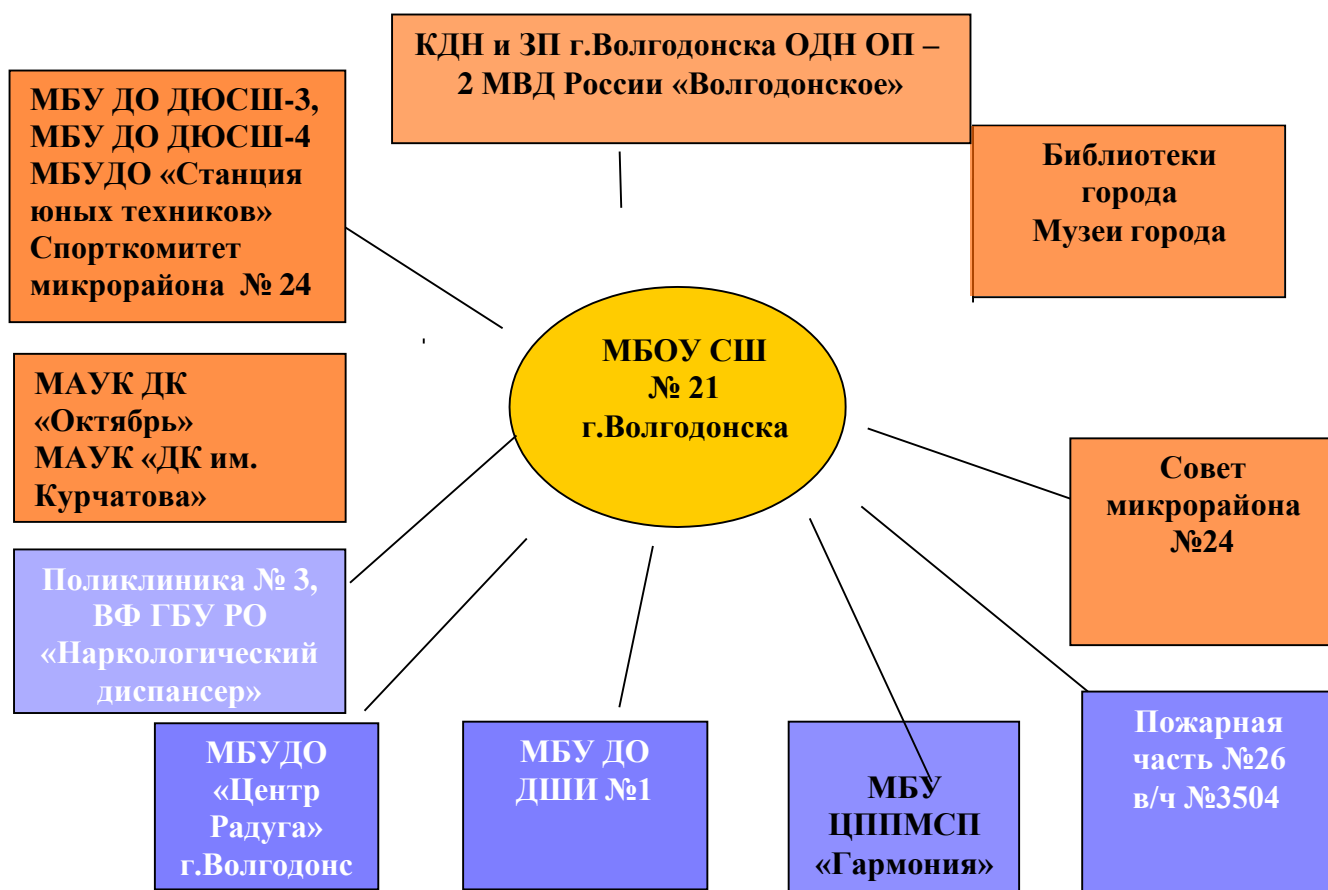 КДН и ЗП г.Волгодонска ОДН ОП –
2 МВД России «Волгодонское»
МБУ ДО ДЮСШ-3,
МБУ ДО ДЮСШ-4
МБУДО «Станция
юных техников»
Спорткомитет
микрорайона № 24
Библиотеки
города
Музеи города
МБОУ СШ
№ 21
г.Волгодонска
МАУК ДК
«Октябрь»
МАУК «ДК им.
Курчатова»
Совет
микрорайона
№24
Поликлиника № 3,
ВФ ГБУ РО
«Наркологический
диспансер»
МБУДО
«Центр
Радуга»
г.Волгодонс
МБУ ДО
ДШИ №1
МБУ
ЦППМСП
«Гармония»
Пожарная
часть №26
в/ч №3504